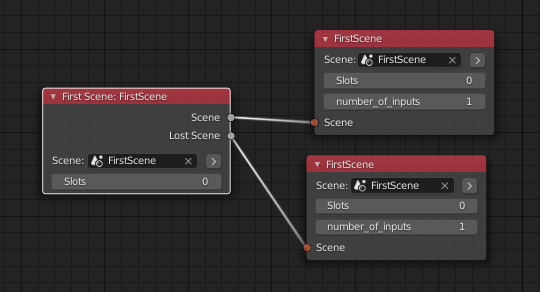 First Scene: FirstScene
Scene
Lost Scene
Scene: FirstScene
Slots 0
FirstScene
Scene: FirstScene
Slots 0
number_of_inputs 1
Scene
FirstScene
Scene: FirstScene
Slots 0
number_of_inputs 1
Scene